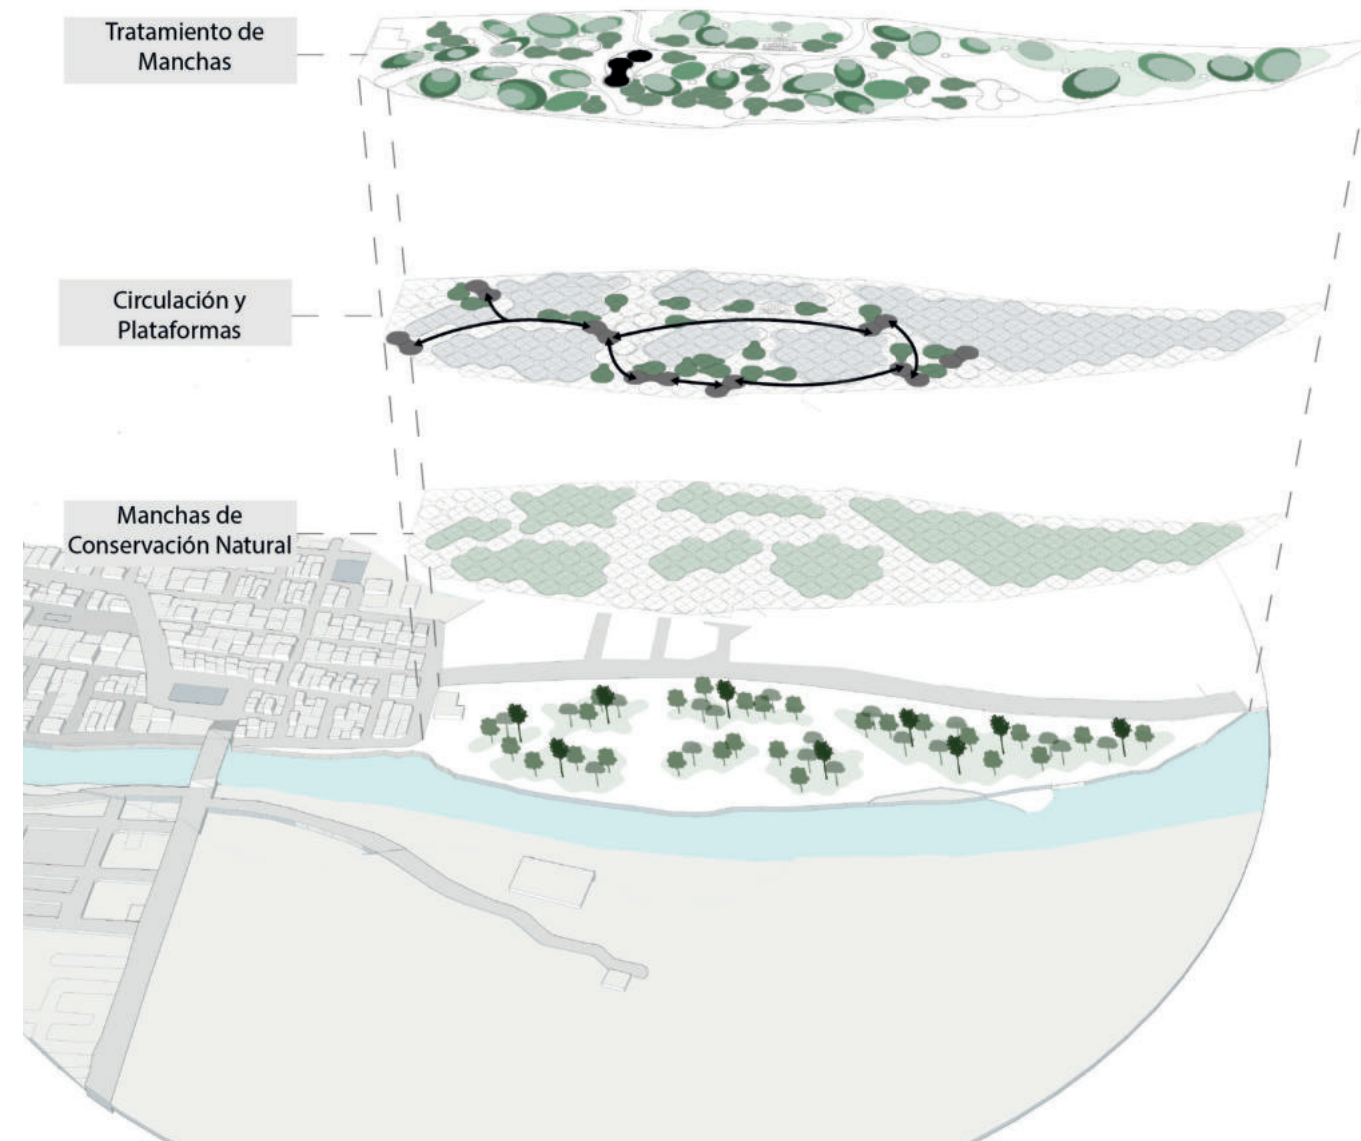 Tratamiento de
Manchas
Circulación y
Plataformas
Manchas de
Conservación Natural